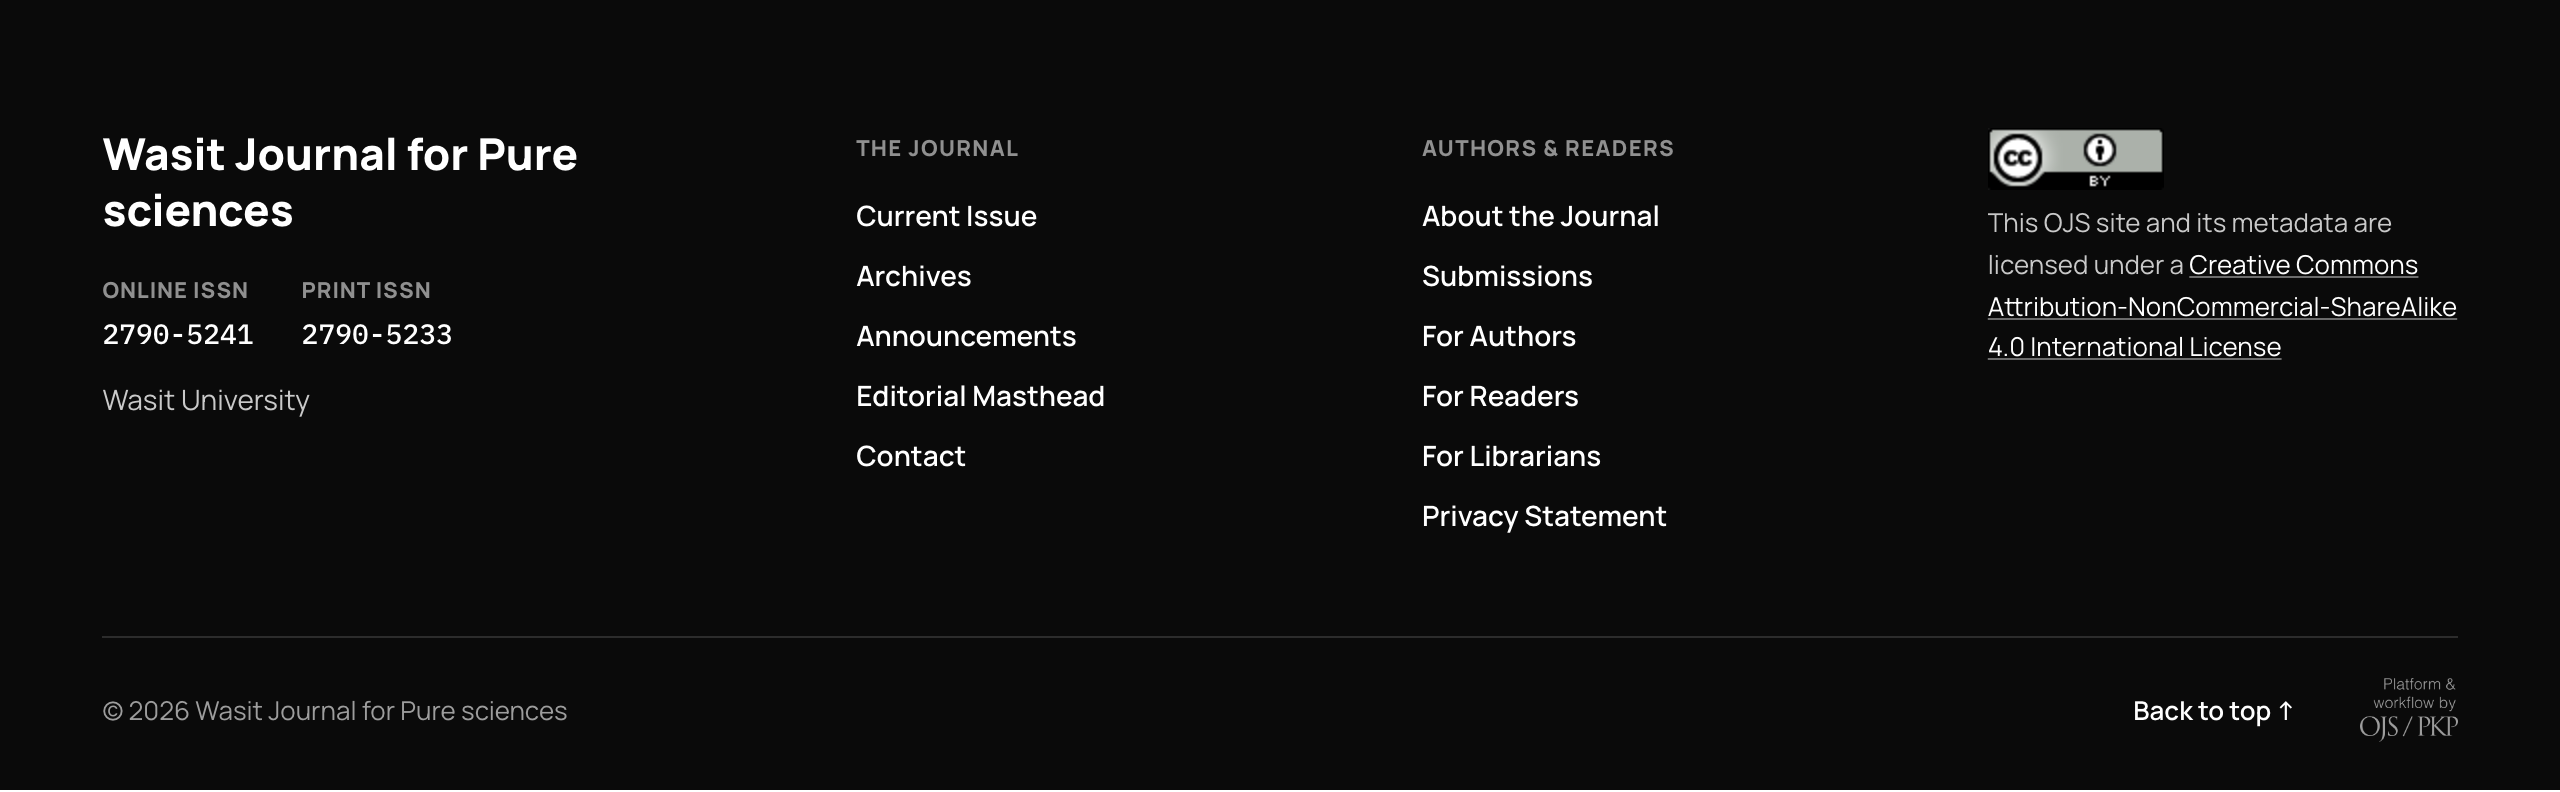 Wasit Journal for Pure
sciences
ONLINE ISSN
2790-5241
PRINT ISSN
2790-5233
Wasit University
THE JOURNAL
Current Issue
Archives
Announcements
Editorial Masthead
Contact
AUTHORS & READERS
About the Journal
Submissions
For Authors
For Readers
For Librarians
Privacy Statement
cc
BY
This OJS site and its metadata are
licensed under a Creative Commons
Attribution-NonCommercial-ShareAlike
4.0 International License
© 2026 Wasit Journal for Pure sciences
Back to top ↑
Platform &
workflow by
OJS / PKP